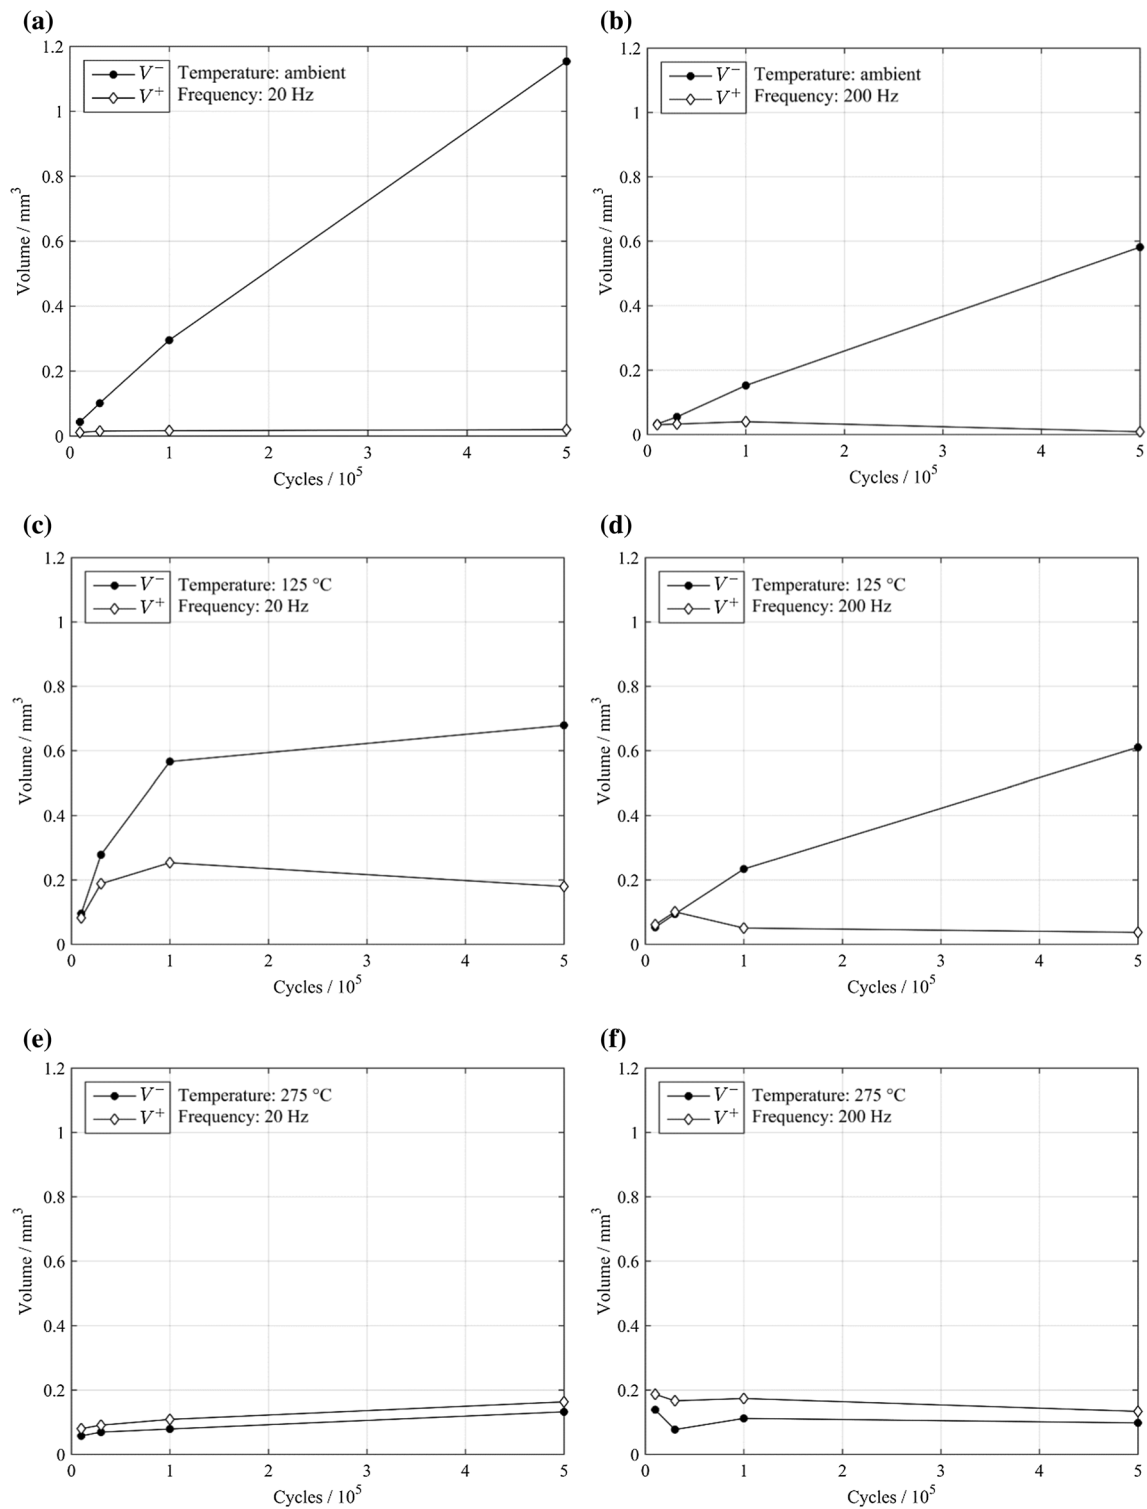 (a)
1.2
1
0.8
0.6
0.4
0.2
0
Volume / mm³
V⁻ Temperature: ambient
V⁺ Frequency: 20 Hz
0 1 2 3 4 5
Cycles / 10⁵
(b)
1.2
1
0.8
0.6
0.4
0.2
0
Volume / mm³
V⁻ Temperature: ambient
V⁺ Frequency: 200 Hz
0 1 2 3 4 5
Cycles / 10⁵
(c)
1.2
1
0.8
0.6
0.4
0.2
0
Volume / mm³
V⁻ Temperature: 125 °C
V⁺ Frequency: 20 Hz
0 1 2 3 4 5
Cycles / 10⁵
(d)
1.2
1
0.8
0.6
0.4
0.2
0
Volume / mm³
V⁻ Temperature: 125 °C
V⁺ Frequency: 200 Hz
0 1 2 3 4 5
Cycles / 10⁵
(e)
1.2
1
0.8
0.6
0.4
0.2
0
Volume / mm³
V⁻ Temperature: 275 °C
V⁺ Frequency: 20 Hz
0 1 2 3 4 5
Cycles / 10⁵
(f)
1.2
1
0.8
0.6
0.4
0.2
0
Volume / mm³
V⁻ Temperature: 275 °C
V⁺ Frequency: 200 Hz
0 1 2 3 4 5
Cycles / 10⁵